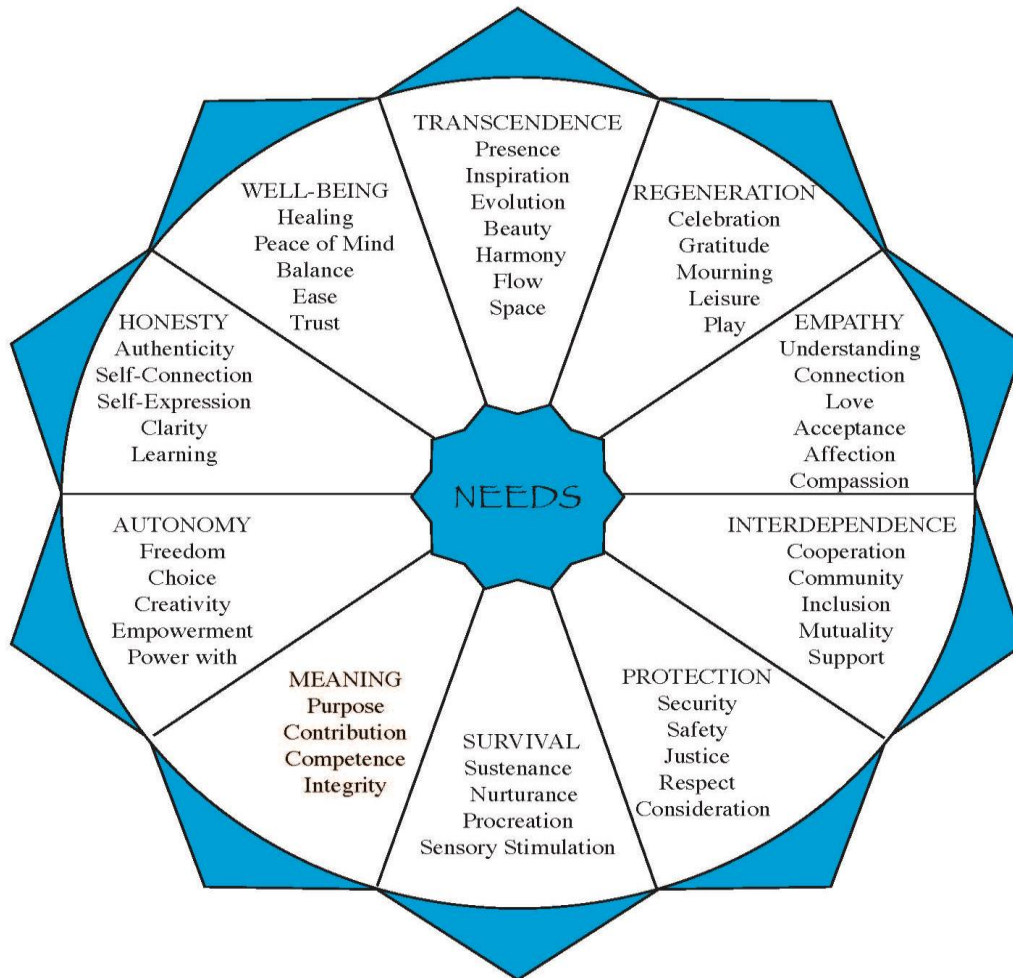 TRANSCENDENCE
Presence
Inspiration
Evolution
Beauty
Harmony
Flow
Space
REGENERATION
Celebration
Gratitude
Mourning
Leisure
Play
EMPATHY
Understanding
Connection
Love
Acceptance
Affection
Compassion
INTERDEPENDENCE
Cooperation
Community
Inclusion
Mutuality
Support
PROTECTION
Security
Safety
Justice
Respect
Consideration
SURVIVAL
Sustenance
Nurturance
Procreation
Sensory Stimulation
MEANING
Purpose
Contribution
Competence
Integrity
AUTONOMY
Freedom
Choice
Creativity
Empowerment
Power with
HONESTY
Authenticity
Self-Connection
Self-Expression
Clarity
Learning
WELL-BEING
Healing
Peace of Mind
Balance
Ease
Trust
NEEDS